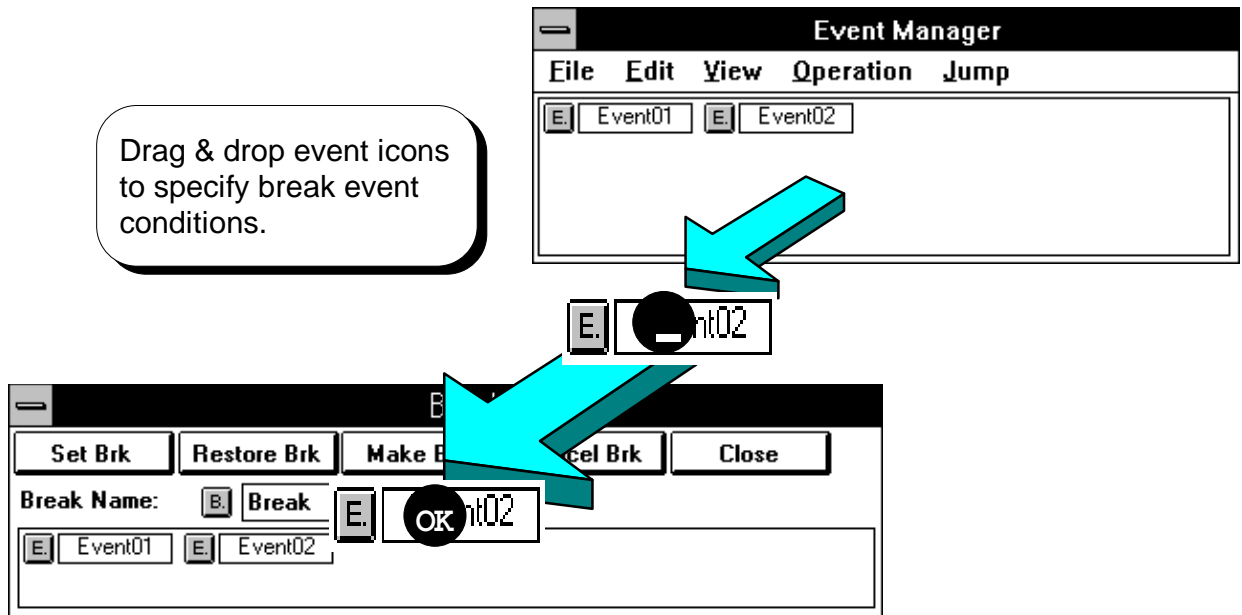 Event Manager
File Edit View Operation Jump
E. Event01 E. Event02
Drag & drop event icons
to specify break event
conditions.
E. nt02
B
Set Brk Restore Brk Make B cel Brk Close
Break Name: B. Break
E. OK nt02
E. Event01 E. Event02